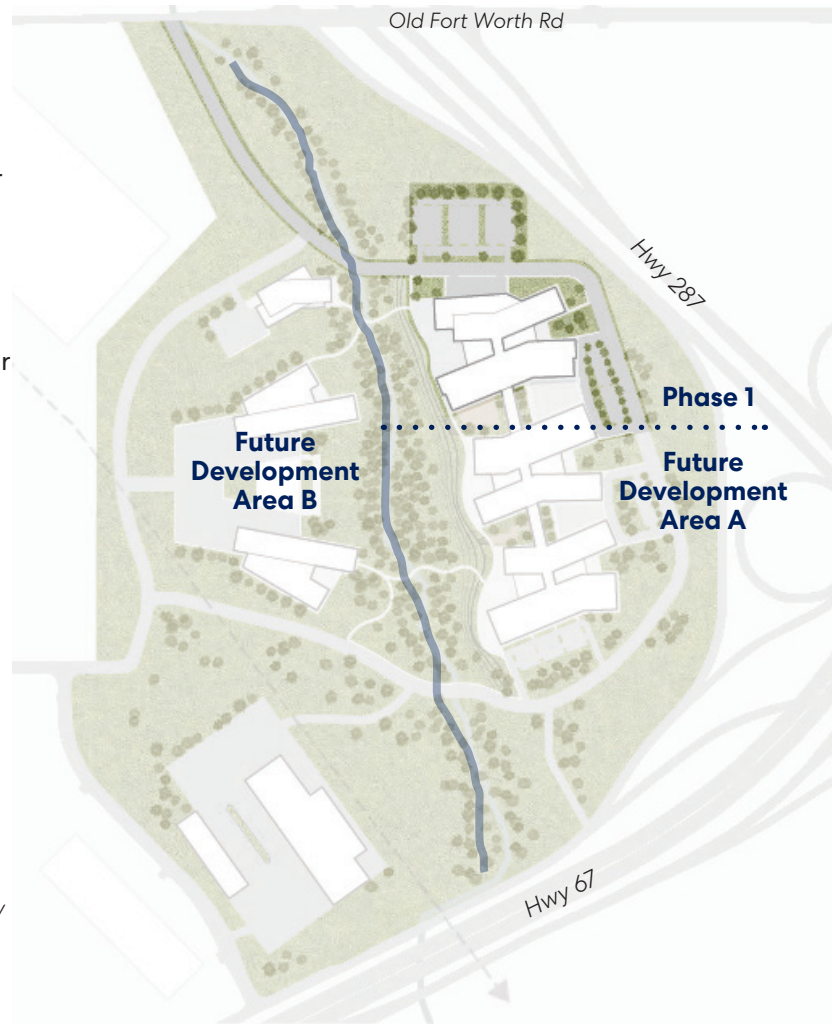 Old Fort Worth Rd
Hwy 287
Phase 1
Future
Development
Area B
Future
Development
Area A
Hwy 67